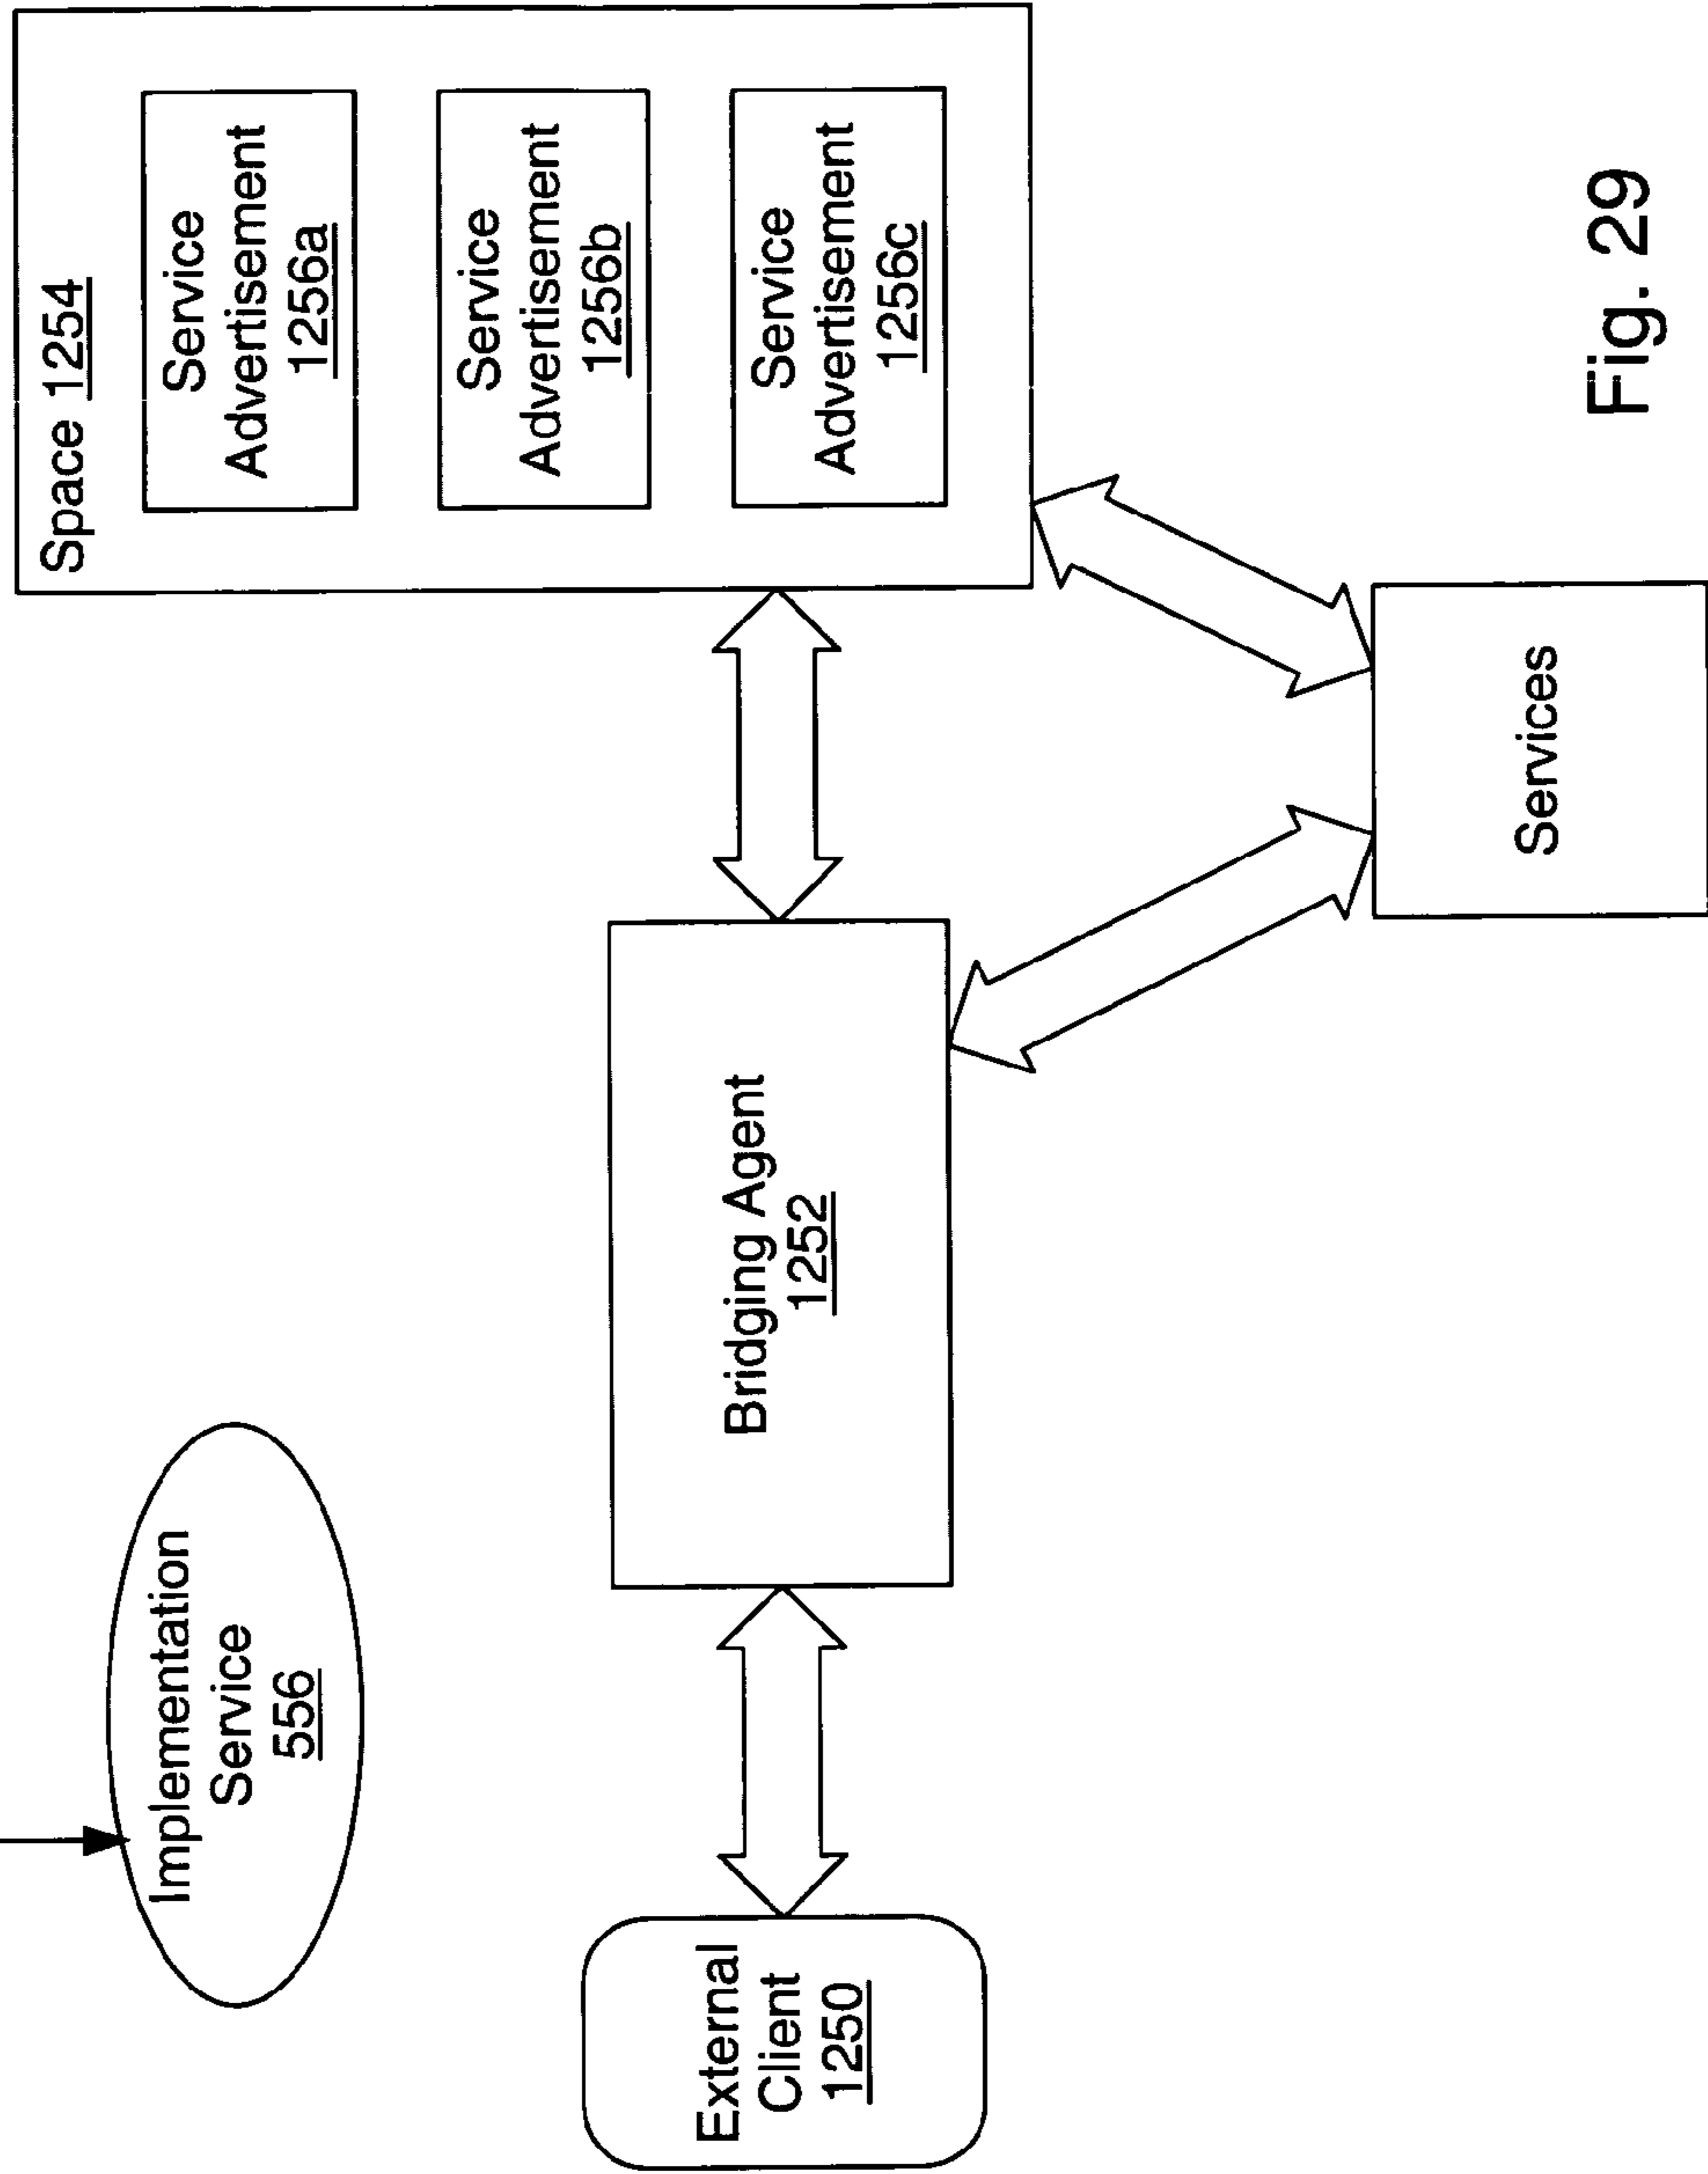 Implementation
Service
556
Space 1254
Service
Advertisement
1256a
Service
Advertisement
1256b
Service
Advertisement
1256c
External
Client
1250
Bridging Agent
1252
Services
Fig. 29